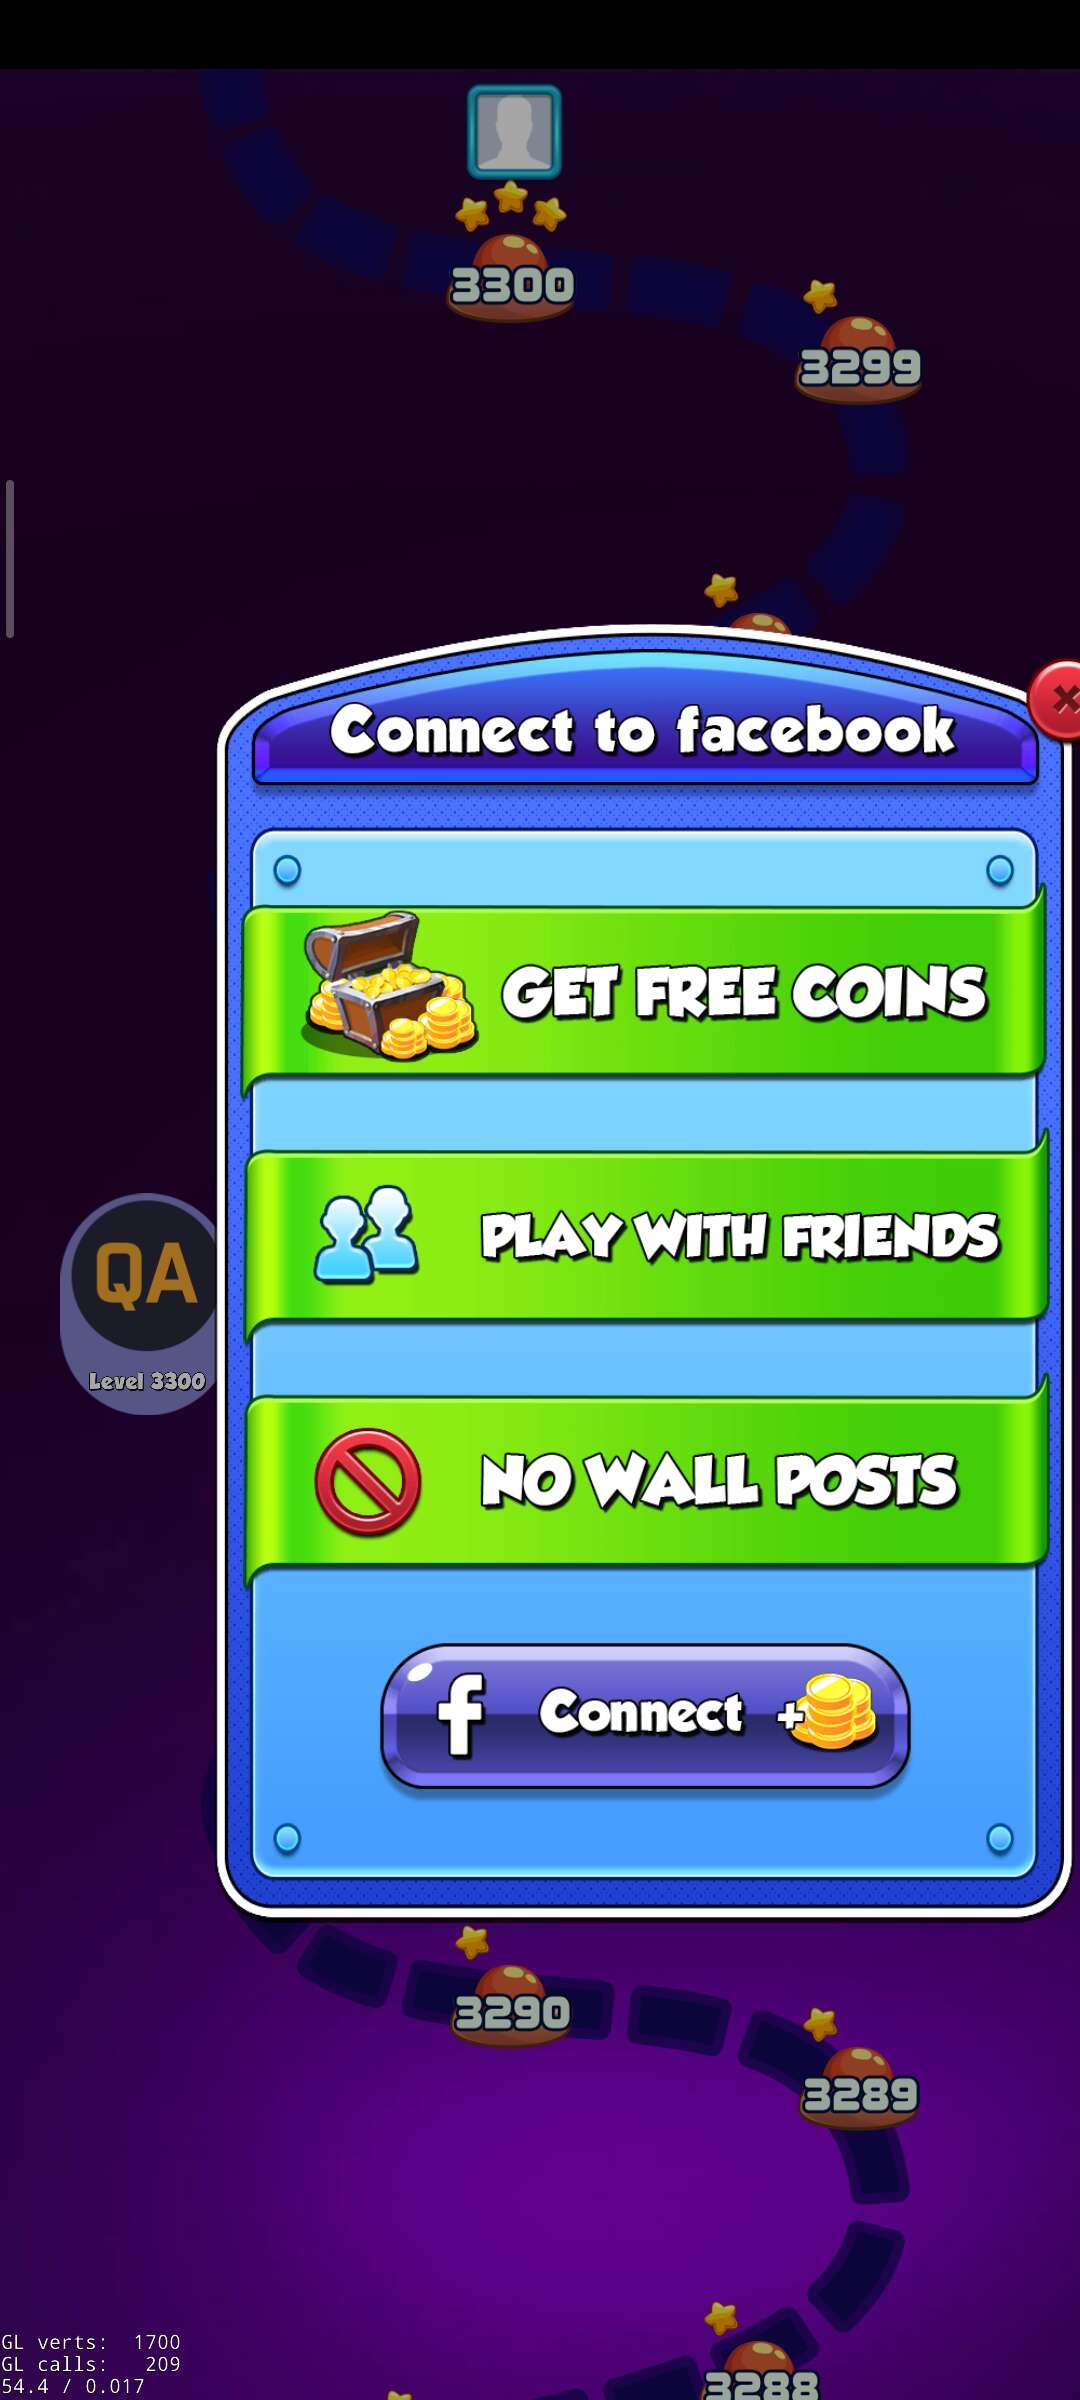 3300
3299
Connect to facebook
GET FREE COINS
PLAY WITH FRIENDS
QA
Level 3300
NO WALL POSTS
f Connect +
3290
3289
3288
GL verts: 1700
GL calls: 209
54.4 / 0.017